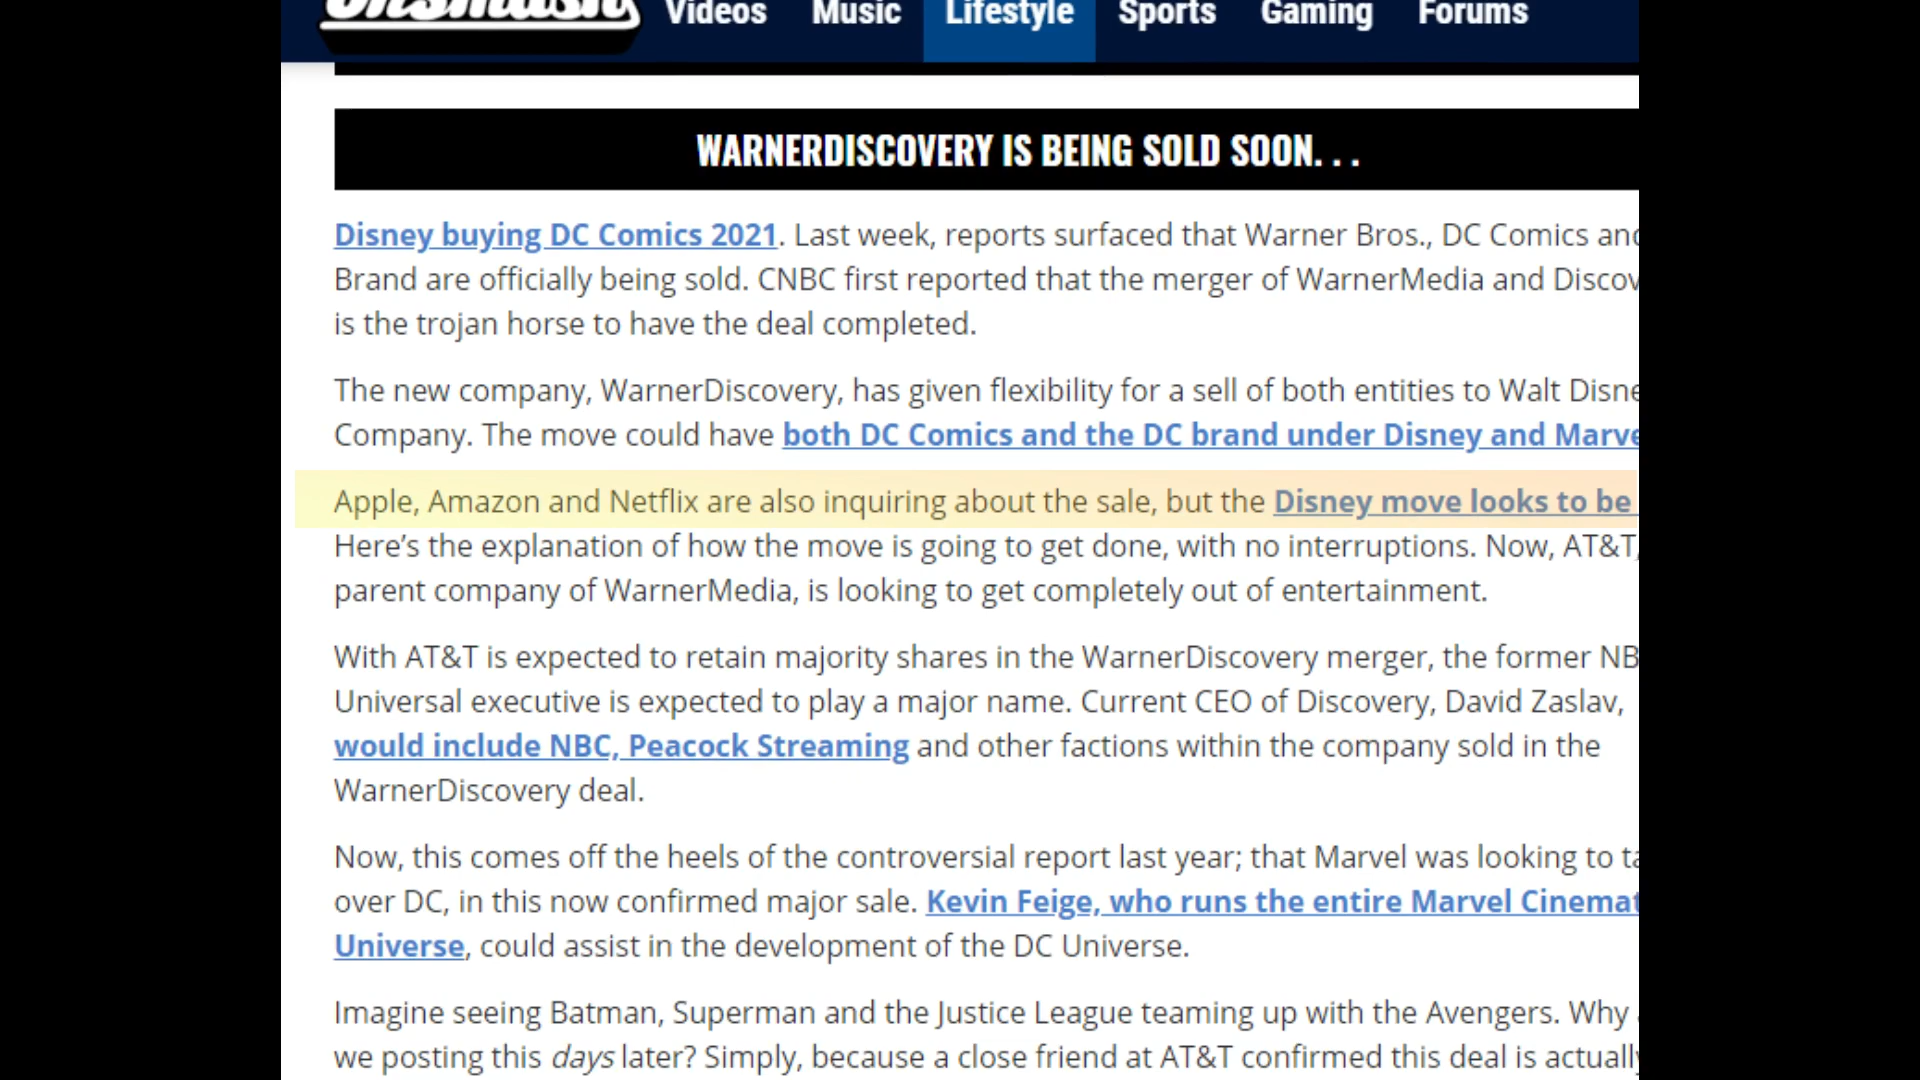 Videos Music Lifestyle Sports Gaming Forums
WARNERDISCOVERY IS BEING SOLD SOON. . .
Disney buying DC Comics 2021. Last week, reports surfaced that Warner Bros., DC Comics and
Brand are officially being sold. CNBC first reported that the merger of WarnerMedia and Discov
is the trojan horse to have the deal completed.
The new company, WarnerDiscovery, has given flexibility for a sell of both entities to Walt Disne
Company. The move could have both DC Comics and the DC brand under Disney and Marve
Apple, Amazon and Netflix are also inquiring about the sale, but the Disney move looks to be
Here’s the explanation of how the move is going to get done, with no interruptions. Now, AT&T,
parent company of WarnerMedia, is looking to get completely out of entertainment.
With AT&T is expected to retain majority shares in the WarnerDiscovery merger, the former NB
Universal executive is expected to play a major name. Current CEO of Discovery, David Zaslav,
would include NBC, Peacock Streaming and other factions within the company sold in the
WarnerDiscovery deal.
Now, this comes off the heels of the controversial report last year; that Marvel was looking to ta
over DC, in this now confirmed major sale. Kevin Feige, who runs the entire Marvel Cinemat
Universe, could assist in the development of the DC Universe.
Imagine seeing Batman, Superman and the Justice League teaming up with the Avengers. Why
we posting this days later? Simply, because a close friend at AT&T confirmed this deal is actually